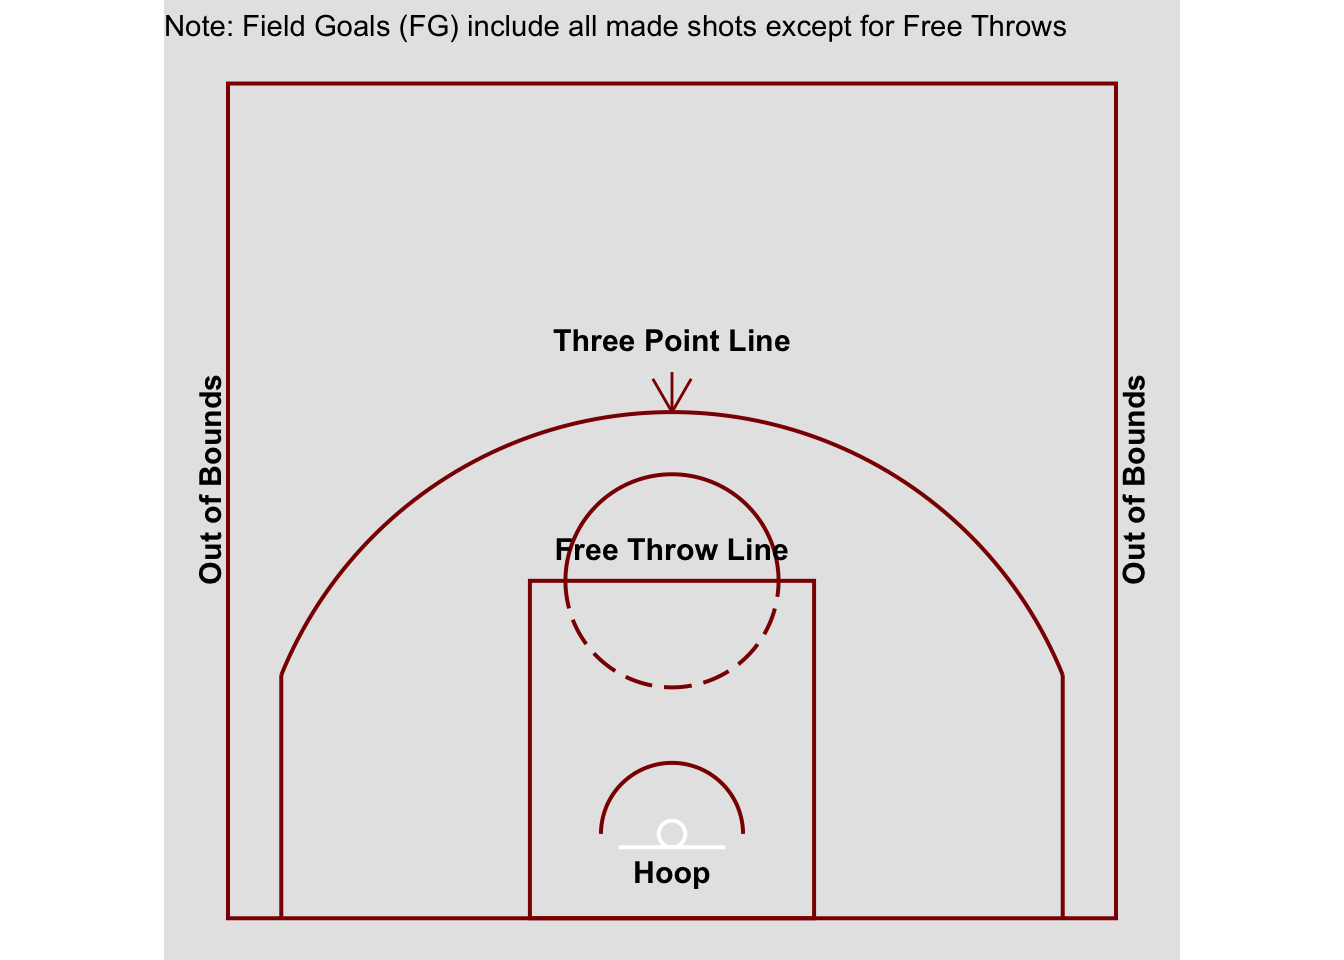 Note: Field Goals (FG) include all made shots except for Free Throws
Three Point Line
Out of Bounds
Out of Bounds
Free Throw Line
Hoop